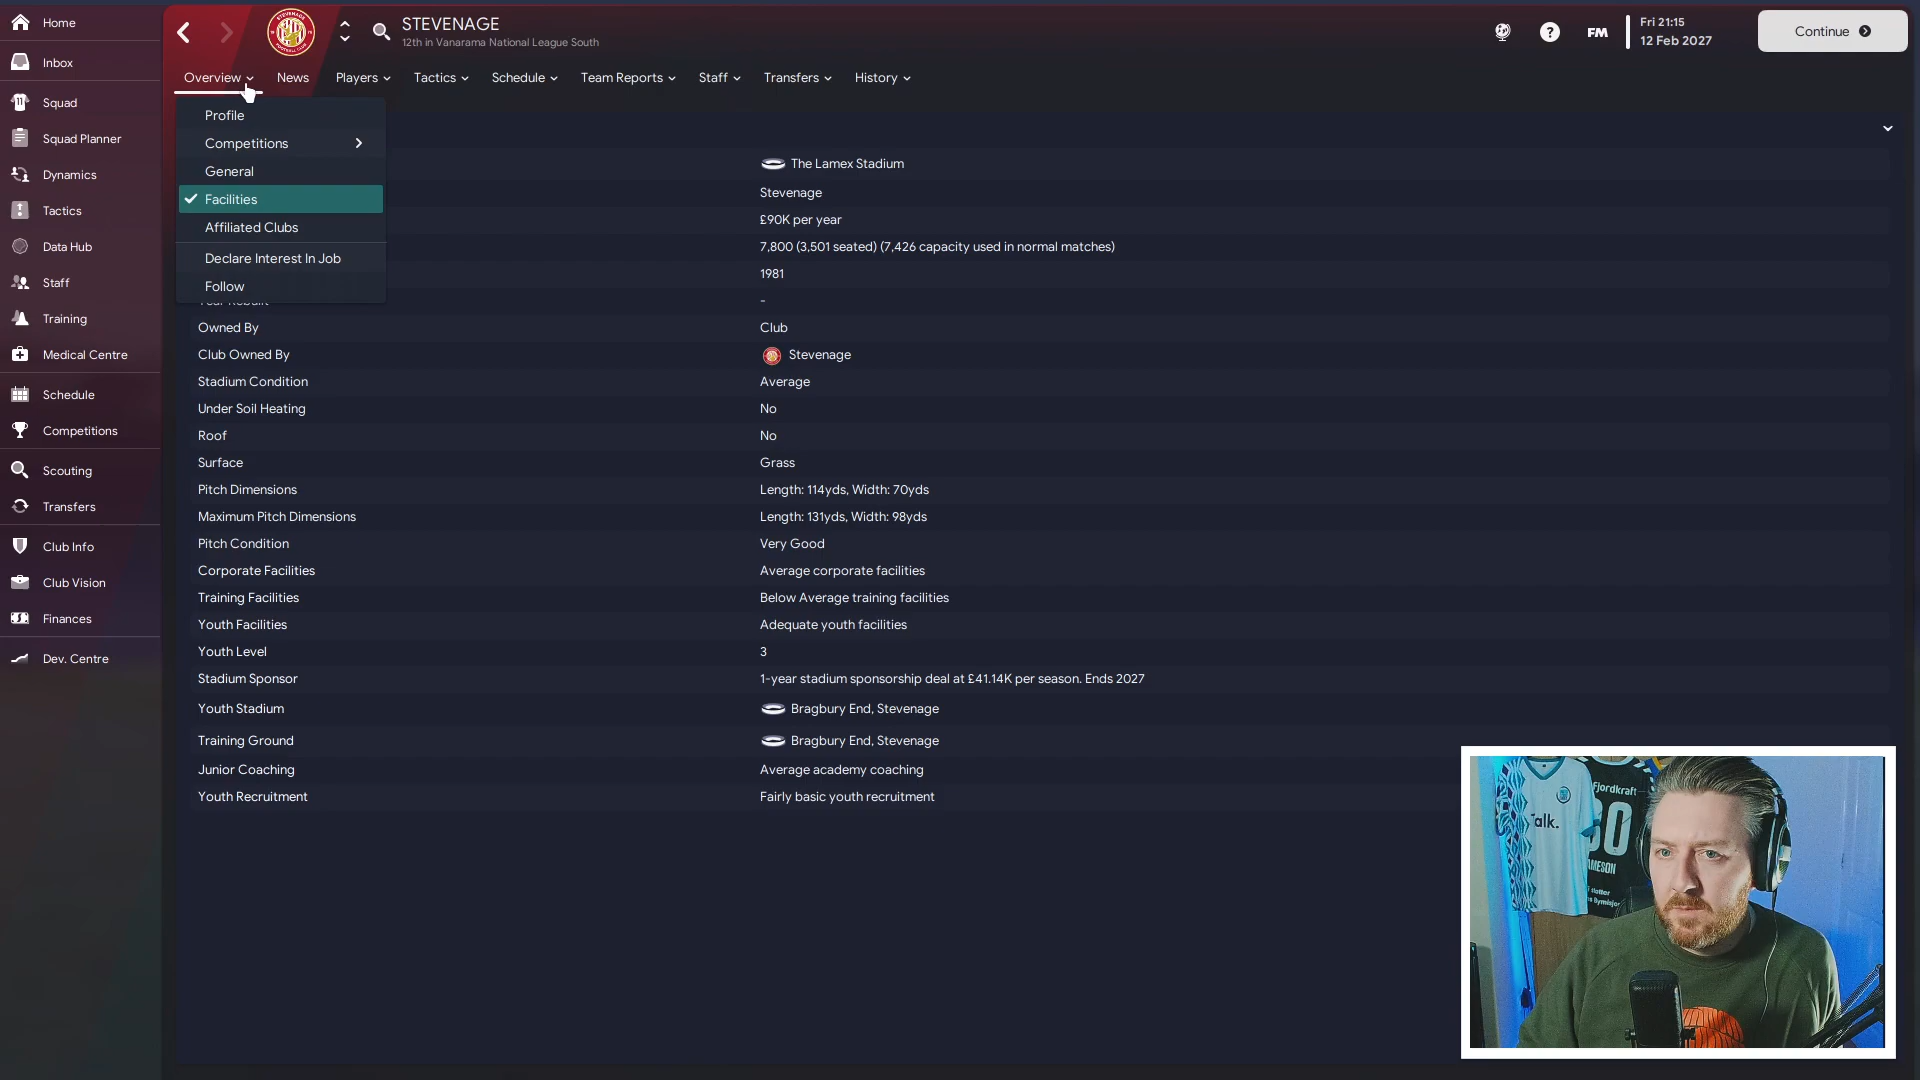 Home
Inbox
Squad
Squad Planner
Dynamics
Tactics
Data Hub
Staff
Training
Medical Centre
Schedule
Competitions
Scouting
Transfers
Club Info
Club Vision
Finances
Dev. Centre
STEVENAGE
12th in Vanarama National League South
FM
Fri 21:15
12 Feb 2027
Continue
Overview News Players Tactics Schedule Team Reports Staff Transfers History
Profile
Competitions
General
Facilities
Affiliated Clubs
Declare Interest In Job
Follow
The Lamex Stadium
Stevenage
£90K per year
7,800 (3,501 seated) (7,426 capacity used in normal matches)
1981
Year Rebuilt -
Owned By Club
Club Owned By Stevenage
Stadium Condition Average
Under Soil Heating No
Roof No
Surface Grass
Pitch Dimensions Length: 114yds, Width: 70yds
Maximum Pitch Dimensions Length: 131yds, Width: 98yds
Pitch Condition Very Good
Corporate Facilities Average corporate facilities
Training Facilities Below Average training facilities
Youth Facilities Adequate youth facilities
Youth Level 3
Stadium Sponsor 1-year stadium sponsorship deal at £41.14K per season. Ends 2027
Youth Stadium Bragbury End, Stevenage
Training Ground Bragbury End, Stevenage
Junior Coaching Average academy coaching
Youth Recruitment Fairly basic youth recruitment
Fjordkraft
Talk.